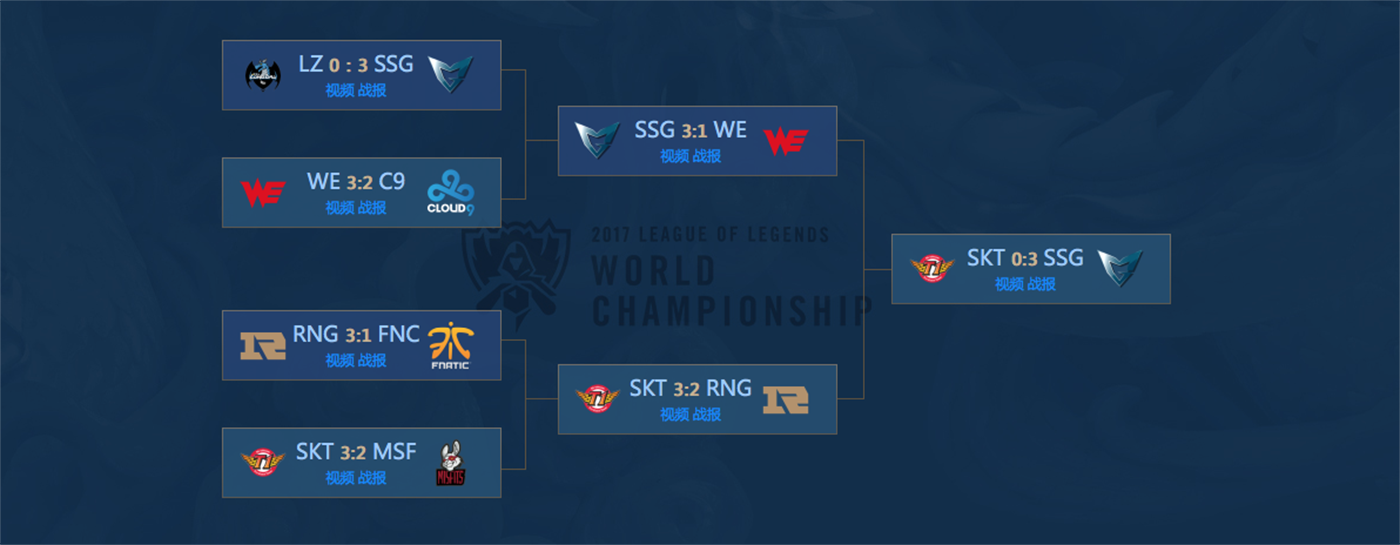 LZ 0 : 3 SSG
视频 战报
WE 3:2 C9
视频 战报
CLOUD9
RNG 3:1 FNC
视频 战报
FNATIC
SKT 3:2 MSF
视频 战报
MISFITS
SSG 3:1 WE
视频 战报
WE
SKT 3:2 RNG
视频 战报
2017 LEAGUE OF LEGENDS
WORLD
CHAMPIONSHIP
SKT 0:3 SSG
视频 战报
WE